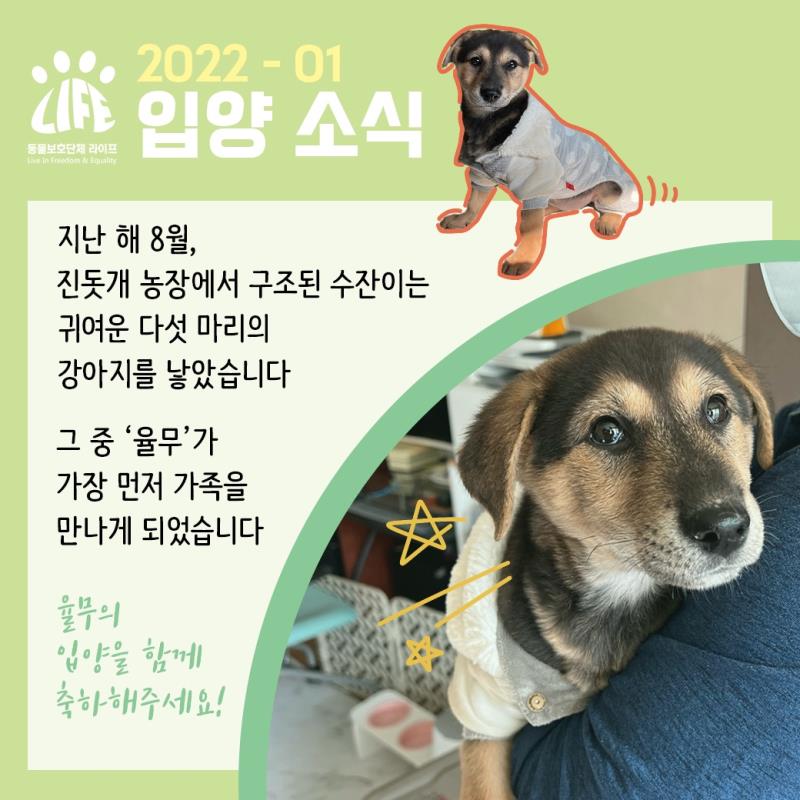 2022 - 01
입양 소식
LIFE
동물보호단체 라이프
Live In Freedom & Equality
지난 해 8월,
진돗개 농장에서 구조된 수잔이는
귀여운 다섯 마리의
강아지를 낳았습니다
그 중 ‘율무’가
가장 먼저 가족을
만나게 되었습니다
율무의
입양을 함께
축하해주세요!